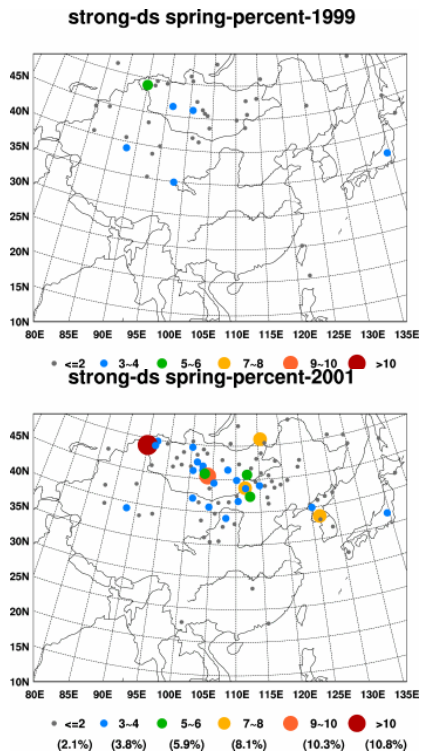 strong-ds spring-percent-1999
45N
40N
35N
30N
25N
20N
15N
10N
80E 85E 90E 95E 100E 105E 110E 115E 120E 125E 130E 135E
<=2 3~4 5~6 7~8 9~10 >10
strong-ds spring-percent-2001
45N
40N
35N
30N
25N
20N
15N
10N
80E 85E 90E 95E 100E 105E 110E 115E 120E 125E 130E 135E
<=2 3~4 5~6 7~8 9~10 >10
(2.1%) (3.8%) (5.9%) (8.1%) (10.3%) (10.8%)